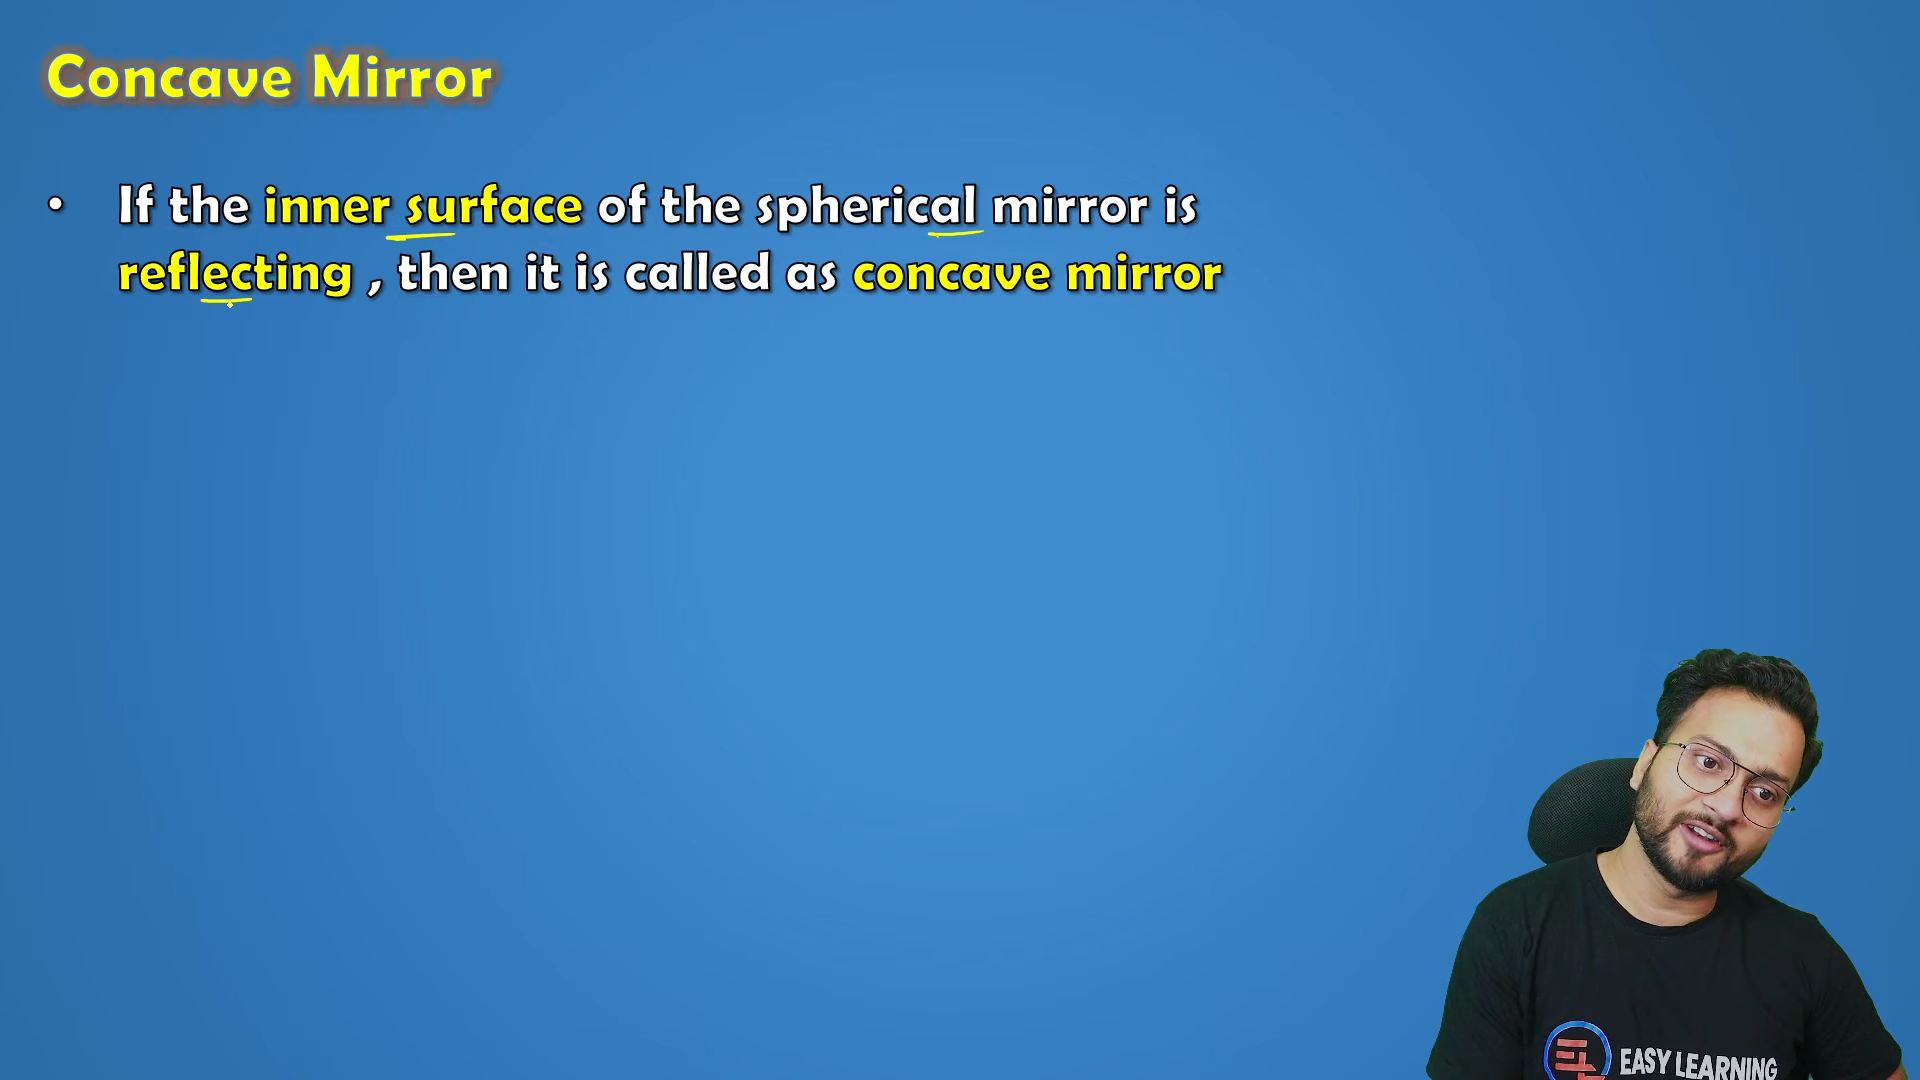 Concave Mirror
• If the inner surface of the spherical mirror is
reflecting , then it is called as concave mirror
EL
EASY LEARNING